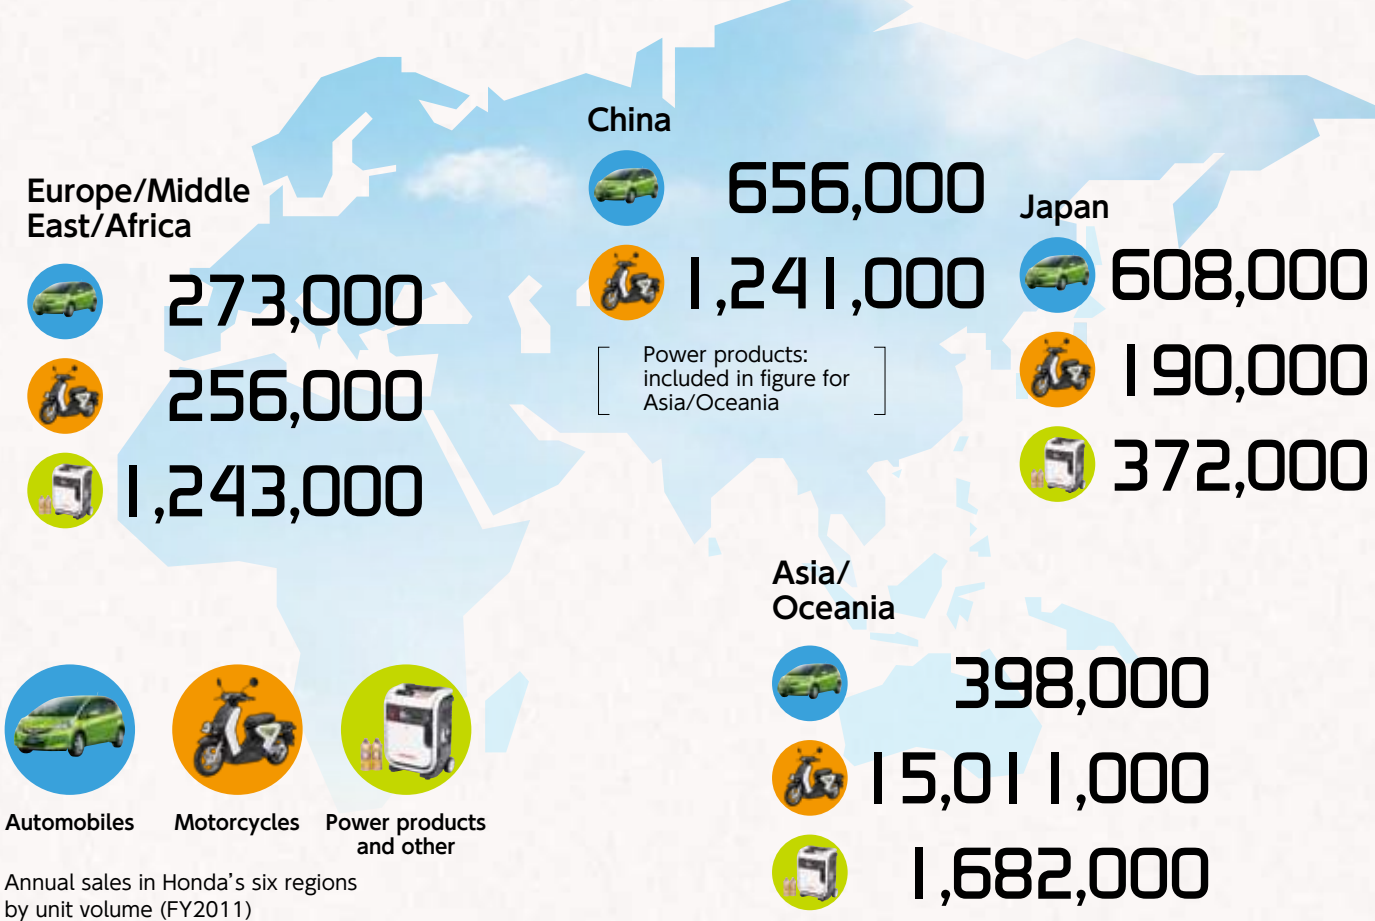 Europe/Middle
East/Africa
273,000
256,000
1,243,000
China
656,000
1,241,000
Power products:
included in figure for
Asia/Oceania
Japan
608,000
190,000
372,000
Asia/
Oceania
398,000
15,011,000
1,682,000
Automobiles
Motorcycles
Power products
and other
Annual sales in Honda's six regions
by unit volume (FY2011)